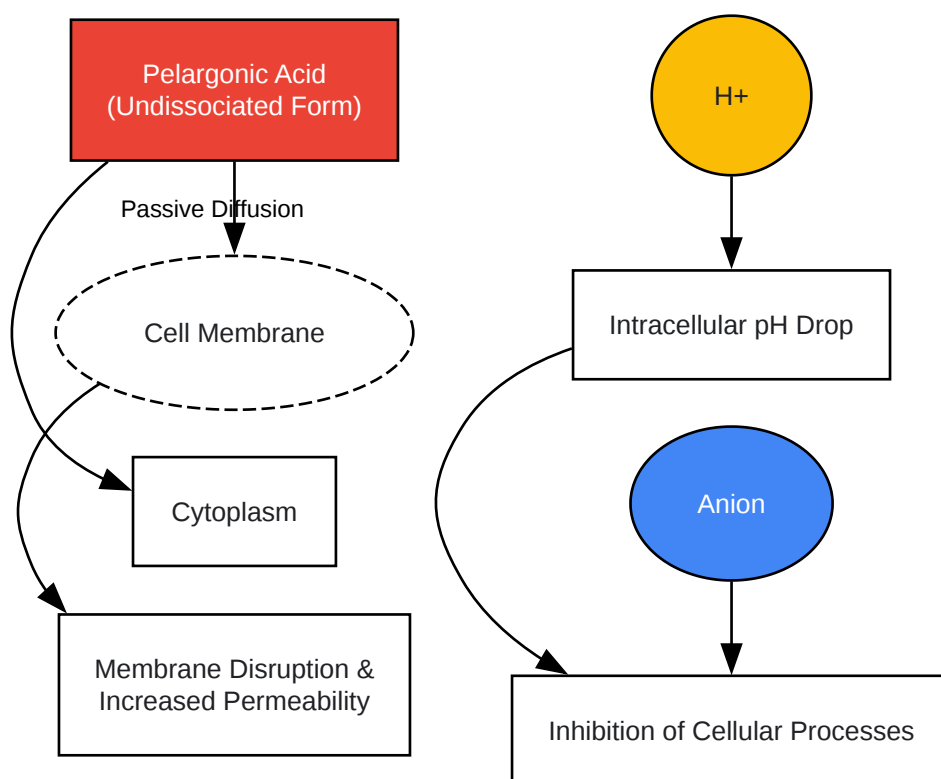 Pelargonic Acid
(Undissociated Form)
H+
Passive Diffusion
Cell Membrane
Intracellular pH Drop
Cytoplasm
Anion
Membrane Disruption &
Increased Permeability
Inhibition of Cellular Processes